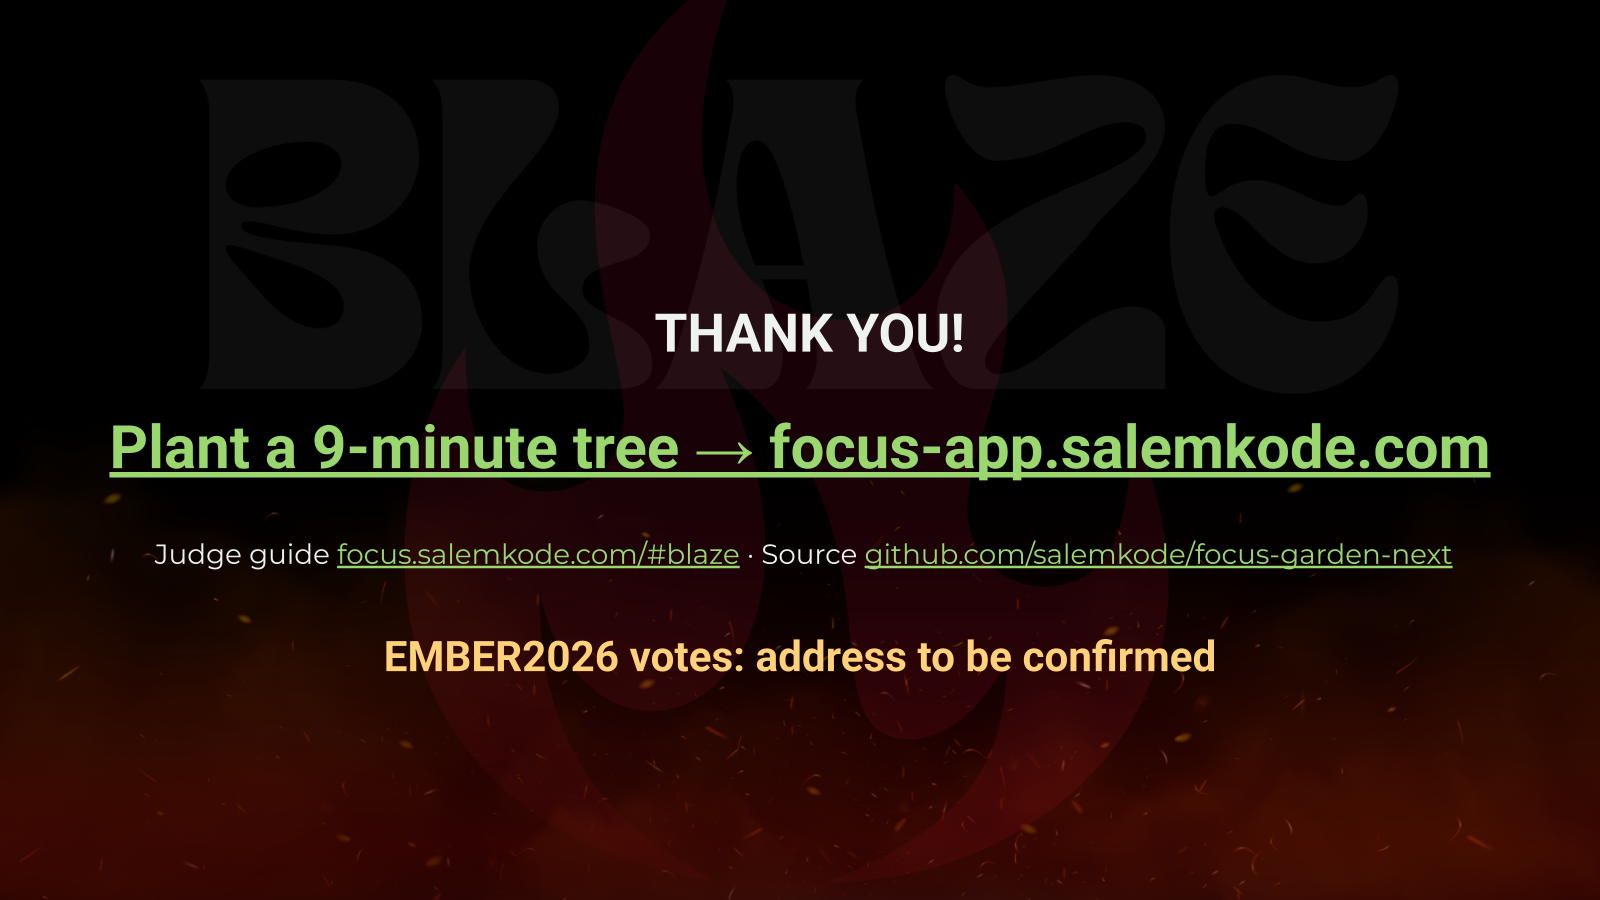 BLAZE
THANK YOU!
Plant a 9-minute tree → focus-app.salemkode.com
Judge guide focus.salemkode.com/#blaze · Source github.com/salemkode/focus-garden-next
EMBER2026 votes: address to be confirmed